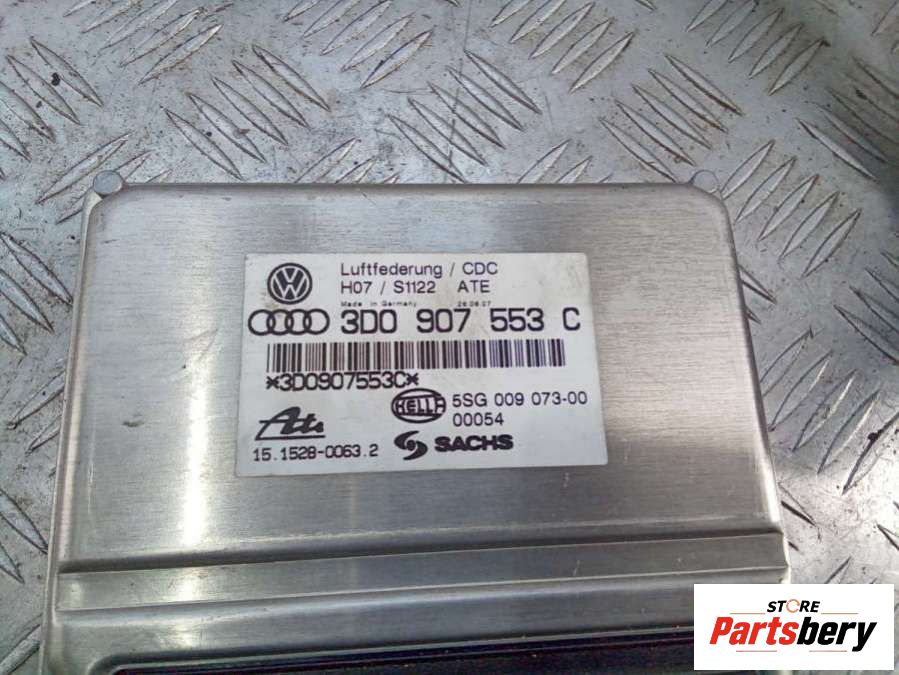 Luftfederung / CDC
H07 / S1122 ATE
Made in Germany 26.06.07
3D0 907 553 C
*3D0907553C*
HELLA 5SG 009 073-00
00054
Ate
SACHS
15.1528-0063.2
STORE
Partsbery